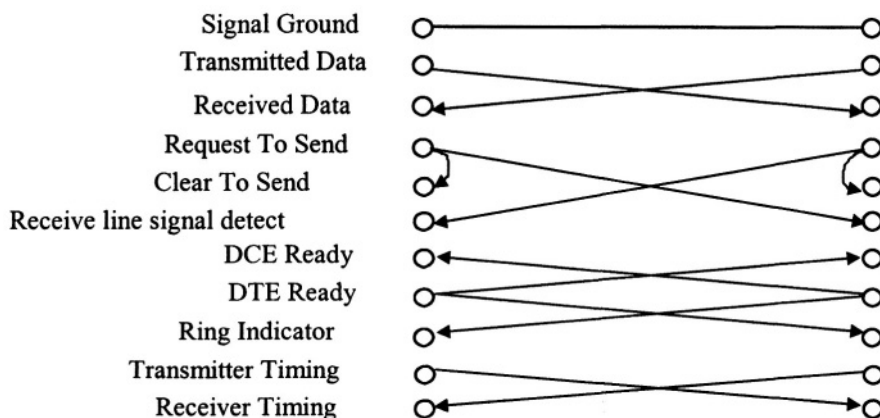 Signal Ground
Transmitted Data
Received Data
Request To Send
Clear To Send
Receive line signal detect
DCE Ready
DTE Ready
Ring Indicator
Transmitter Timing
Receiver Timing